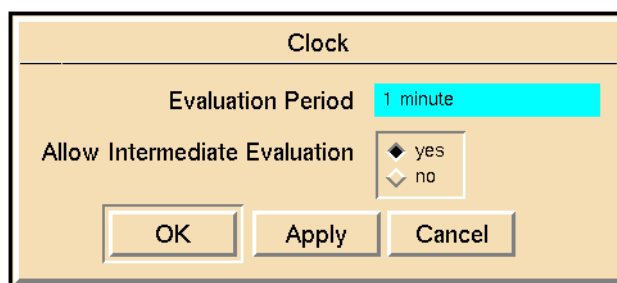 Clock
Evaluation Period 1 minute
Allow Intermediate Evaluation yes
no
OK Apply Cancel